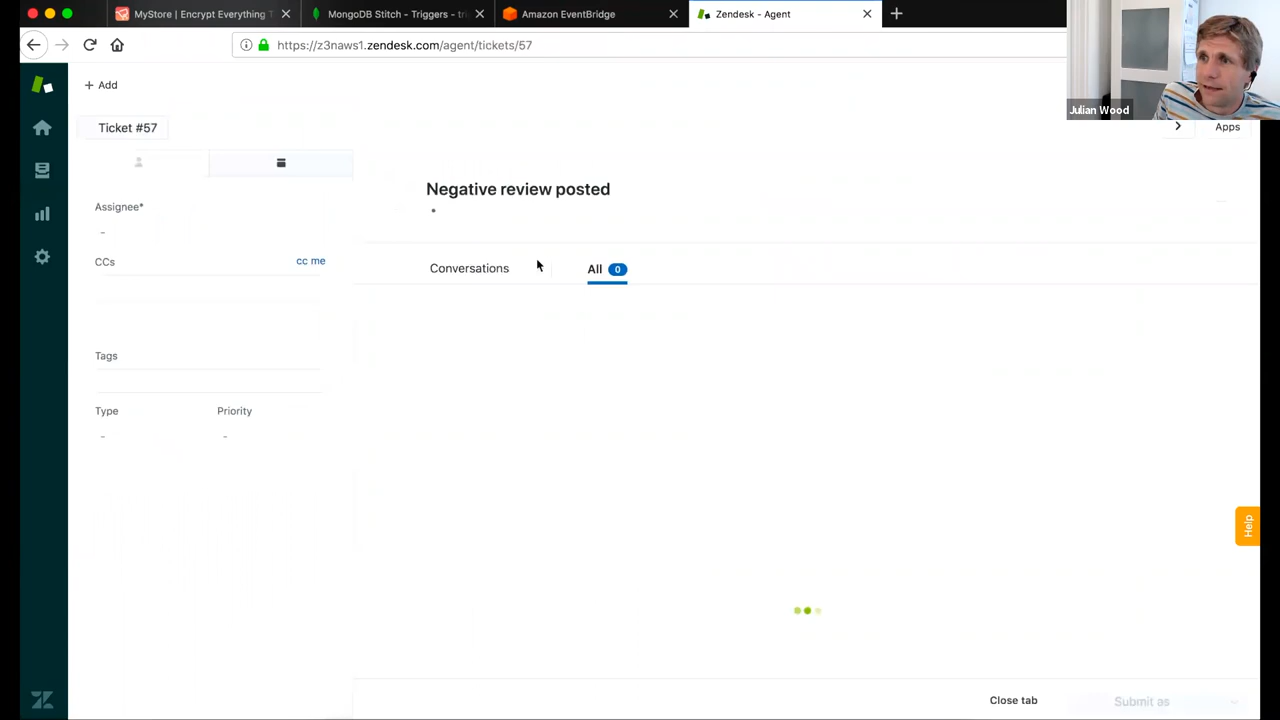 MyStore | Encrypt Everything T
MongoDB Stitch - Triggers - tri
Amazon EventBridge
Zendesk - Agent
https://z3naws1.zendesk.com/agent/tickets/57
Julian Wood
+ Add
Ticket #57
Apps
Negative review posted
Assignee*
-
CCs
cc me
Conversations
All 0
Tags
Type
Priority
-
-
Help
Close tab
Submit as